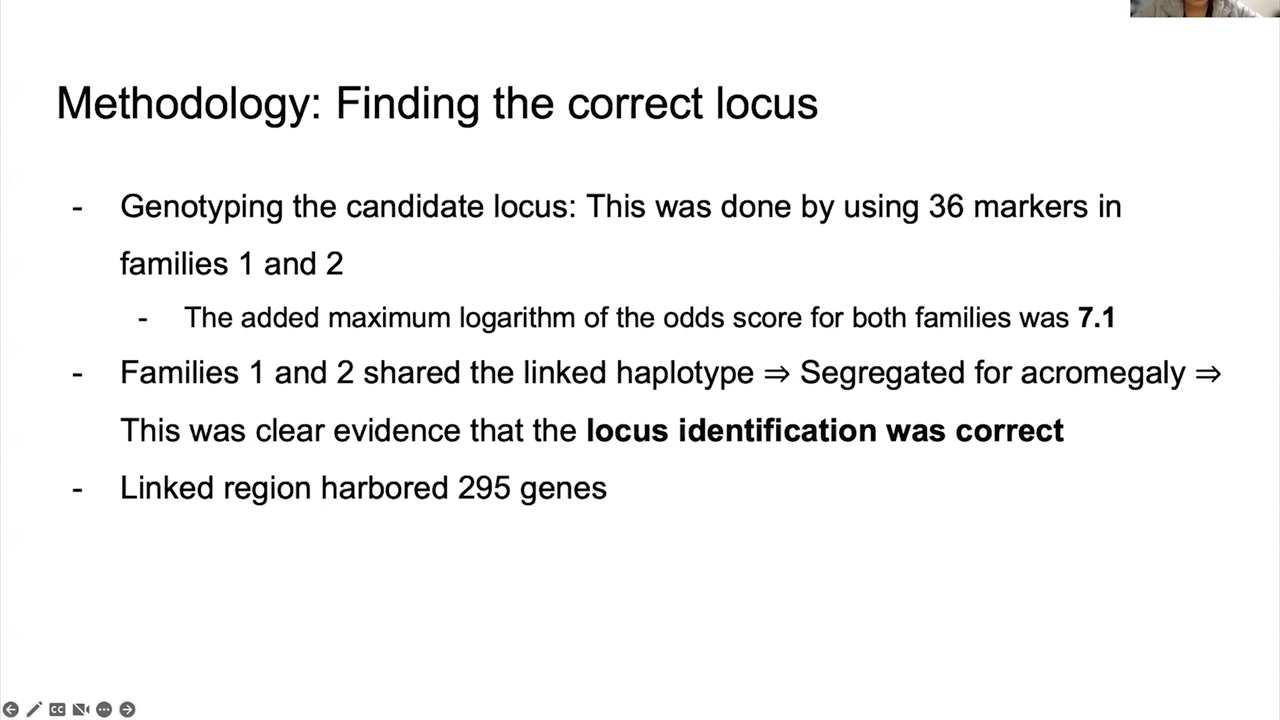 Methodology: Finding the correct locus
- Genotyping the candidate locus: This was done by using 36 markers in
families 1 and 2
- The added maximum logarithm of the odds score for both families was 7.1
- Families 1 and 2 shared the linked haplotype ⇒ Segregated for acromegaly ⇒
This was clear evidence that the locus identification was correct
- Linked region harbored 295 genes
CC